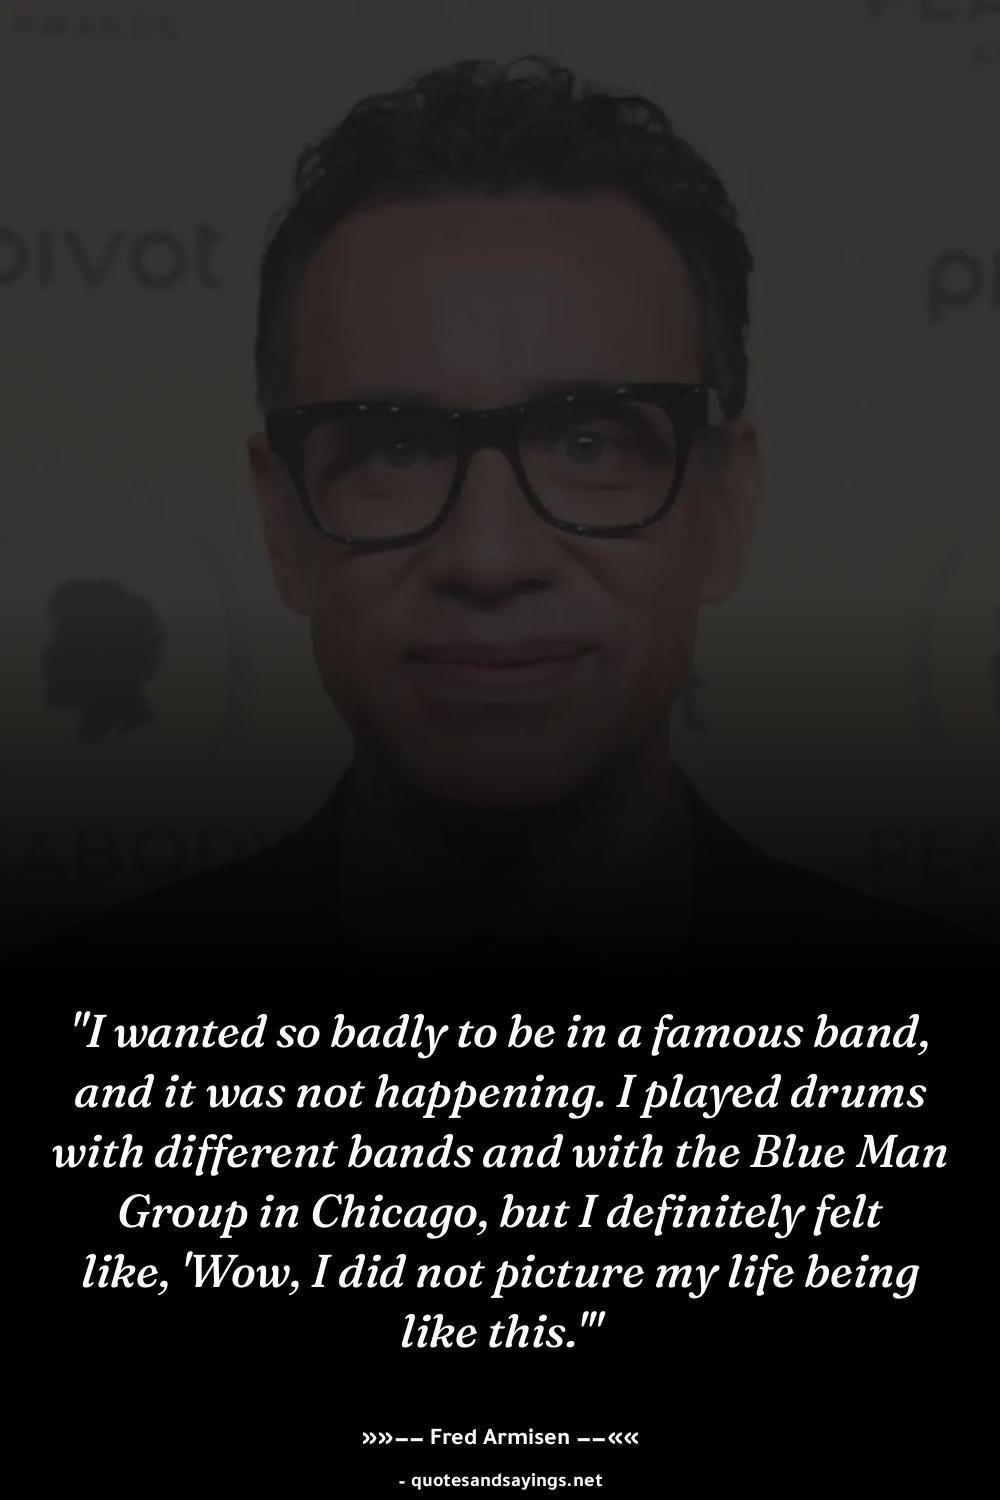 AWARDS
pivot
"I wanted so badly to be in a famous band,
and it was not happening. I played drums
with different bands and with the Blue Man
Group in Chicago, but I definitely felt
like, 'Wow, I did not picture my life being
like this.'"
»»—— Fred Armisen ——««
- quotesandsayings.net